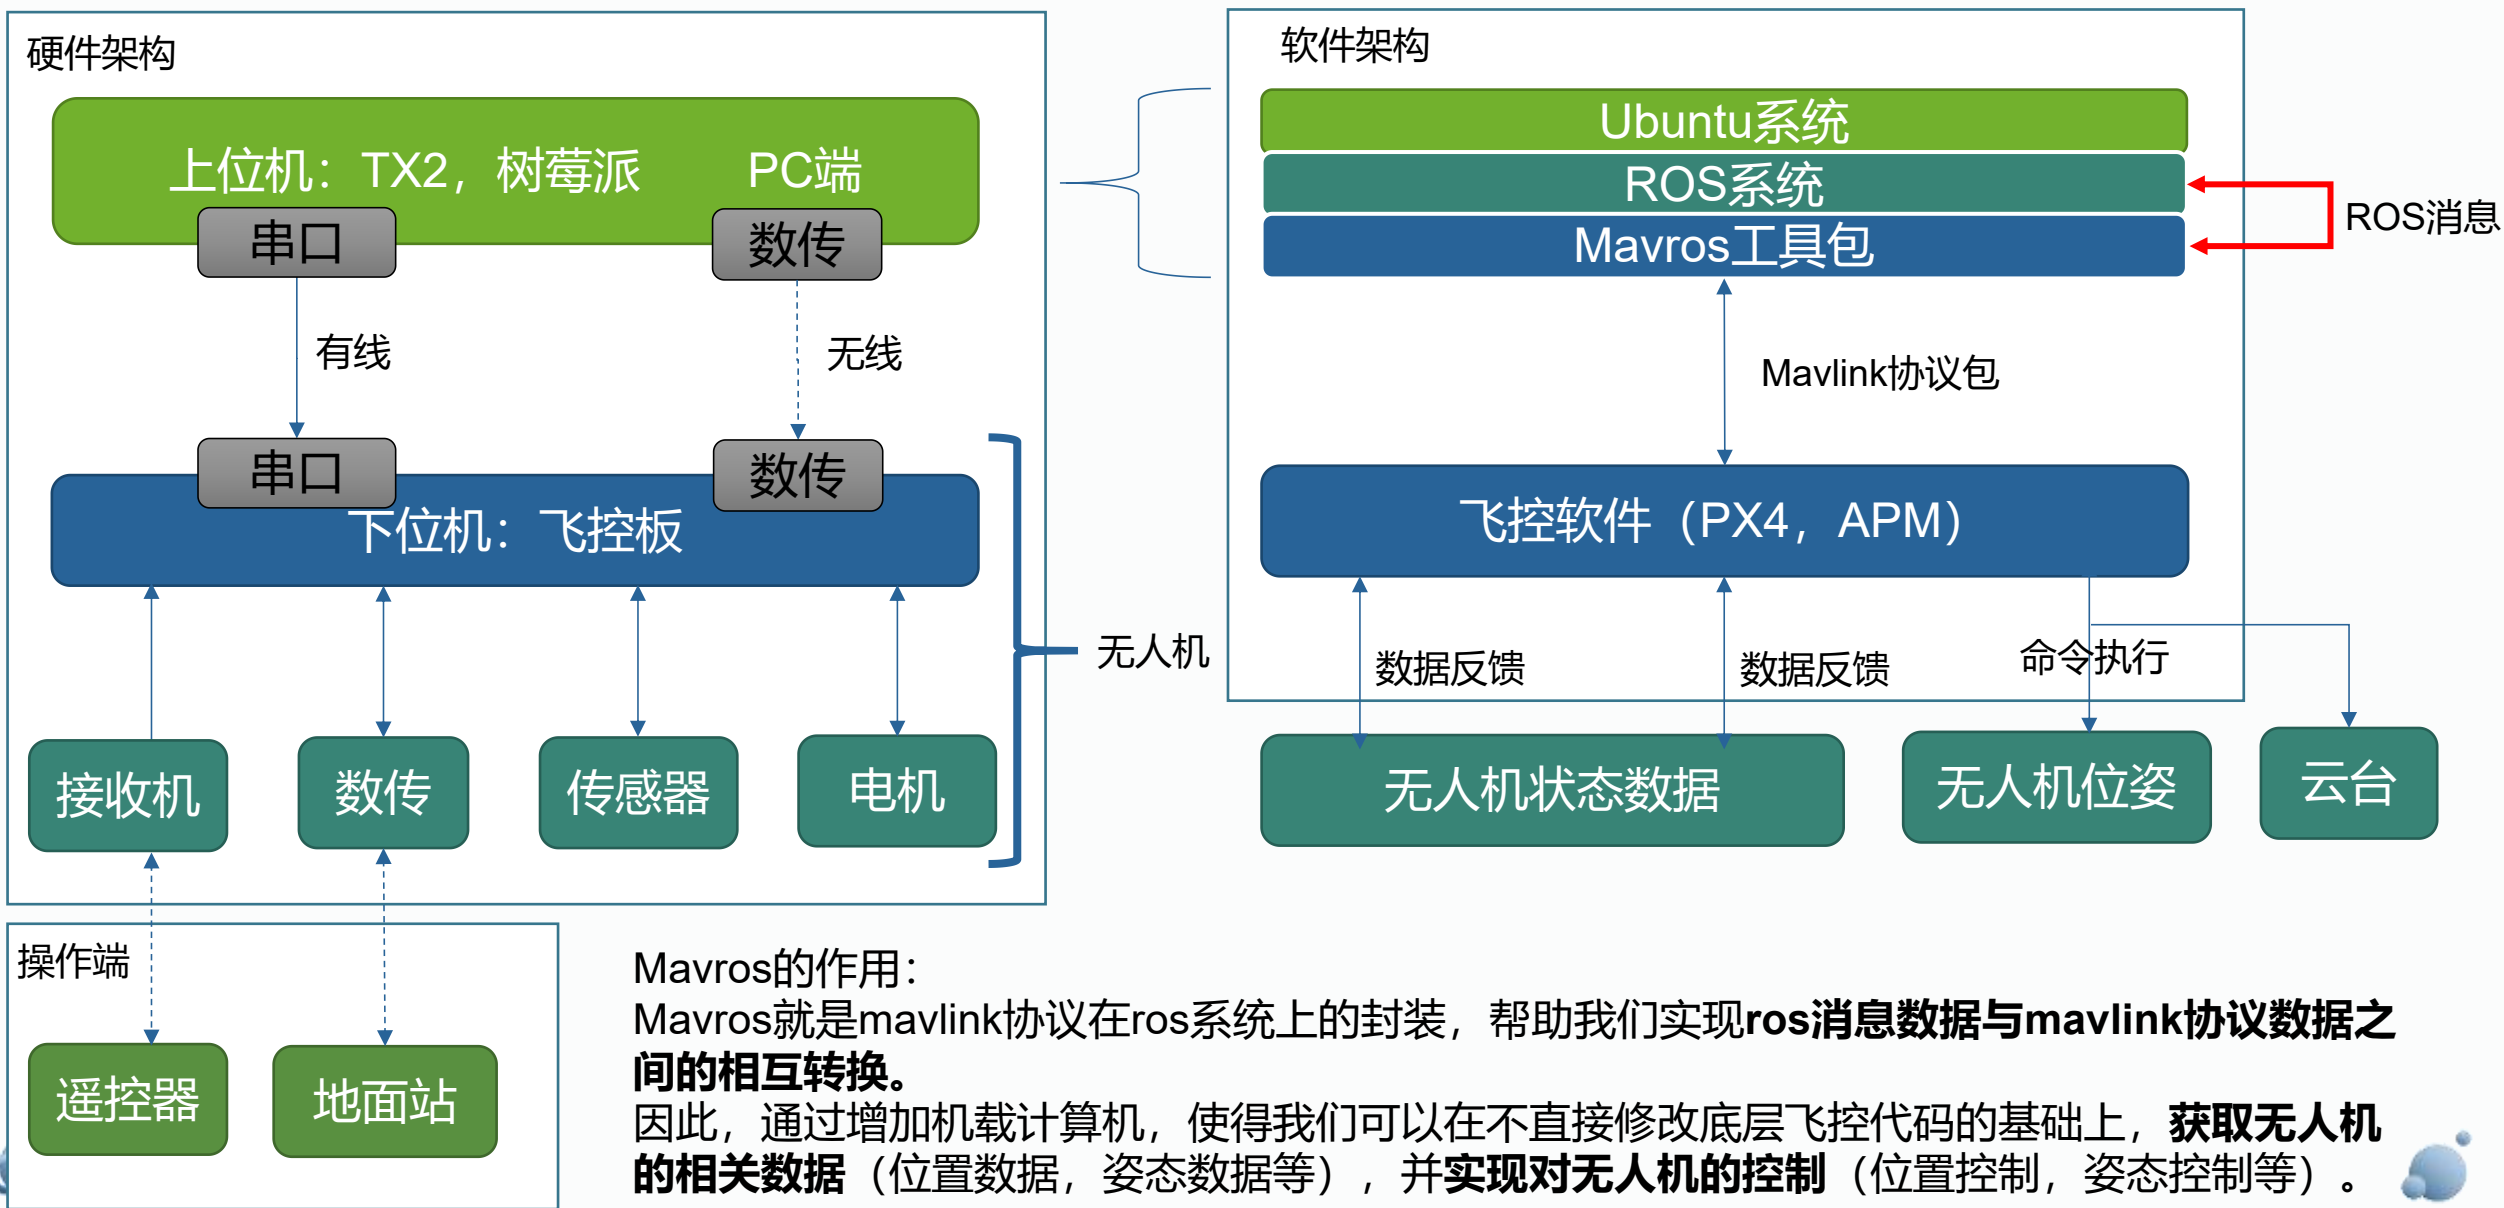 硬件架构
上位机：TX2，树莓派 PC端
串口
数传
有线
无线
串口
数传
下位机：飞控板
无人机
接收机
数传
传感器
电机
操作端
遥控器
地面站
软件架构
Ubuntu系统
ROS系统
Mavros工具包
ROS消息
Mavlink协议包
飞控软件（PX4，APM）
数据反馈
数据反馈
命令执行
无人机状态数据
无人机位姿
云台
Mavros的作用：
Mavros就是mavlink协议在ros系统上的封装，帮助我们实现ros消息数据与mavlink协议数据之
间的相互转换。
因此，通过增加机载计算机，使得我们可以在不直接修改底层飞控代码的基础上，获取无人机
的相关数据（位置数据，姿态数据等），并实现对无人机的控制（位置控制，姿态控制等）。